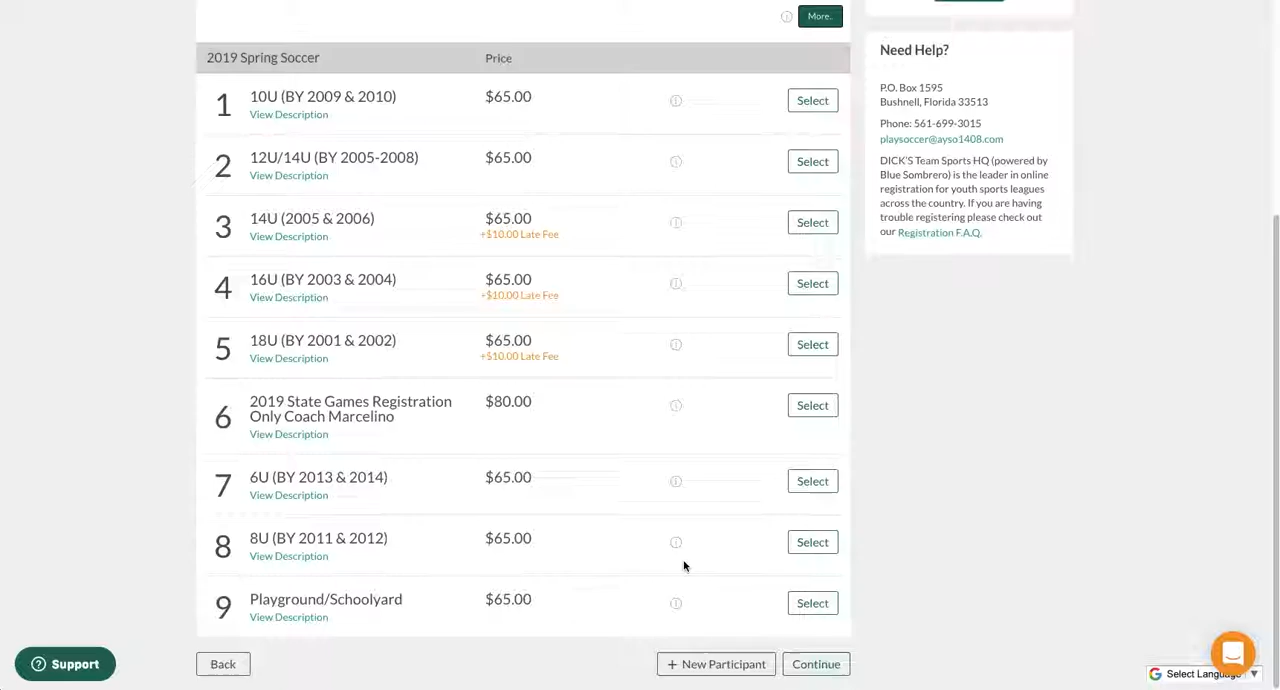 More..
2019 Spring Soccer Price
1 10U (BY 2009 & 2010) $65.00 Select
View Description
2 12U/14U (BY 2005-2008) $65.00 Select
View Description
3 14U (2005 & 2006) $65.00 Select
View Description +$10.00 Late Fee
4 16U (BY 2003 & 2004) $65.00 Select
View Description +$10.00 Late Fee
5 18U (BY 2001 & 2002) $65.00 Select
View Description +$10.00 Late Fee
6 2019 State Games Registration $80.00 Select
Only Coach Marcelino
View Description
7 6U (BY 2013 & 2014) $65.00 Select
View Description
8 8U (BY 2011 & 2012) $65.00 Select
View Description
9 Playground/Schoolyard $65.00 Select
View Description
Back + New Participant Continue
Need Help?
P.O. Box 1595
Bushnell, Florida 33513
Phone: 561-699-3015
playsoccer@ayso1408.com
DICK'S Team Sports HQ (powered by
Blue Sombrero) is the leader in online
registration for youth sports leagues
across the country. If you are having
trouble registering please check out
our Registration F.A.Q.
Support
Select Language